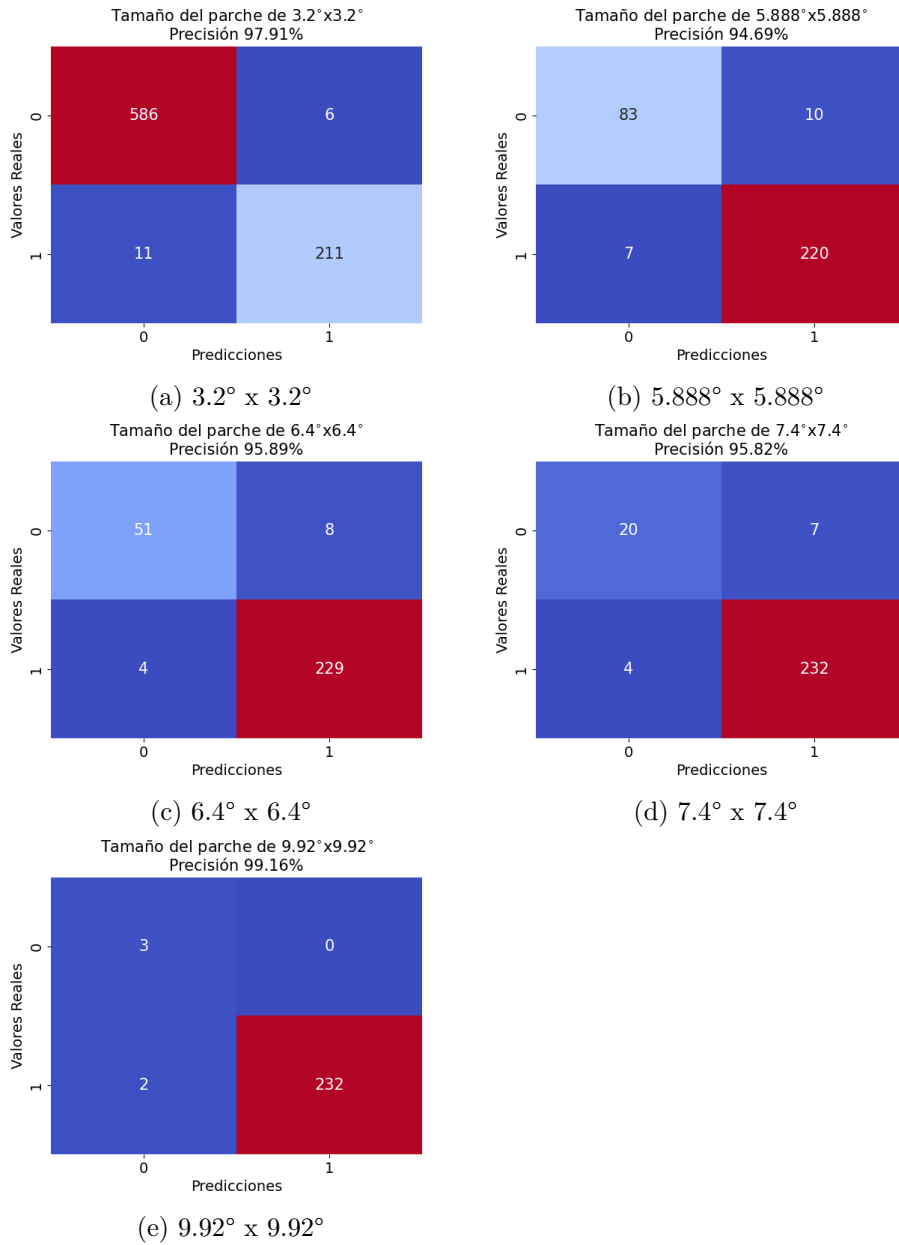 Tamaño del parche de 3.2°x3.2°
Precisión 97.91%
Valores Reales
0
586
6
1
11
211
0
1
Predicciones
(a) 3.2° x 3.2°
Tamaño del parche de 5.888°x5.888°
Precisión 94.69%
Valores Reales
0
83
10
1
7
220
0
1
Predicciones
(b) 5.888° x 5.888°
Tamaño del parche de 6.4°x6.4°
Precisión 95.89%
Valores Reales
0
51
8
1
4
229
0
1
Predicciones
(c) 6.4° x 6.4°
Tamaño del parche de 7.4°x7.4°
Precisión 95.82%
Valores Reales
0
20
7
1
4
232
0
1
Predicciones
(d) 7.4° x 7.4°
Tamaño del parche de 9.92°x9.92°
Precisión 99.16%
Valores Reales
0
3
0
1
2
232
0
1
Predicciones
(e) 9.92° x 9.92°